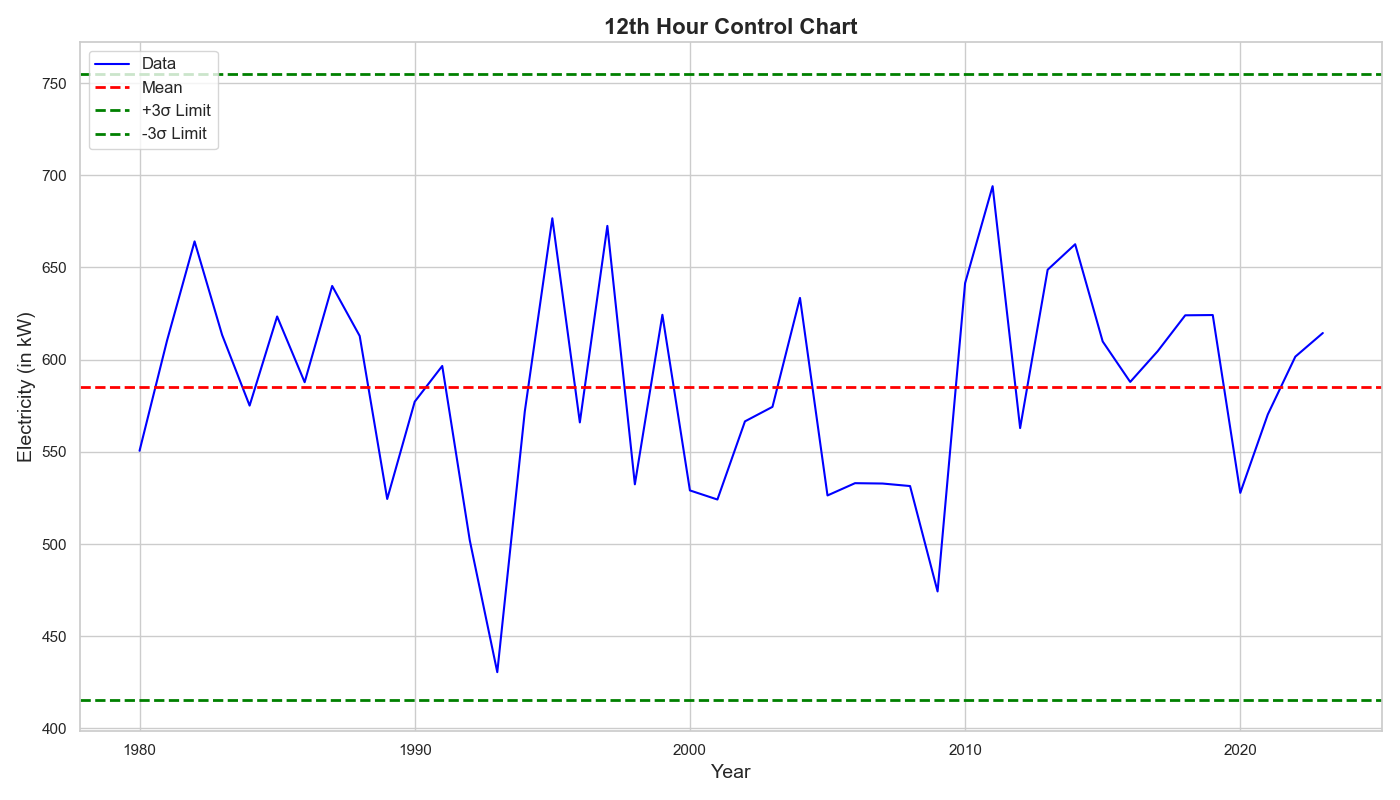 12th Hour Control Chart
Data
Mean
+3σ Limit
-3σ Limit
Electricity (in kW)
750
700
650
600
550
500
450
400
1980
1990
2000
2010
2020
Year